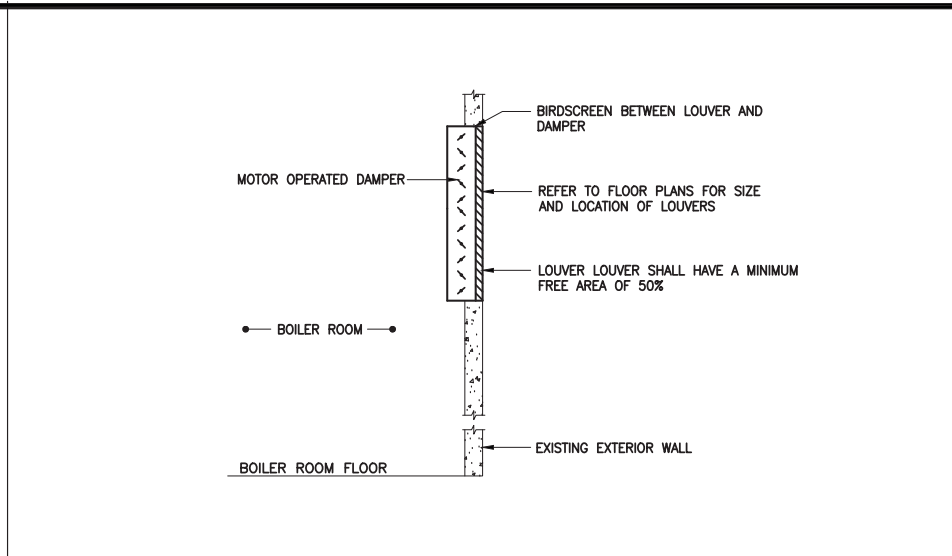 BIRDSCREEN BETWEEN LOUVER AND
DAMPER
MOTOR OPERATED DAMPER
REFER TO FLOOR PLANS FOR SIZE
AND LOCATION OF LOUVERS
LOUVER LOUVER SHALL HAVE A MINIMUM
FREE AREA OF 50%
BOILER ROOM
EXISTING EXTERIOR WALL
BOILER ROOM FLOOR